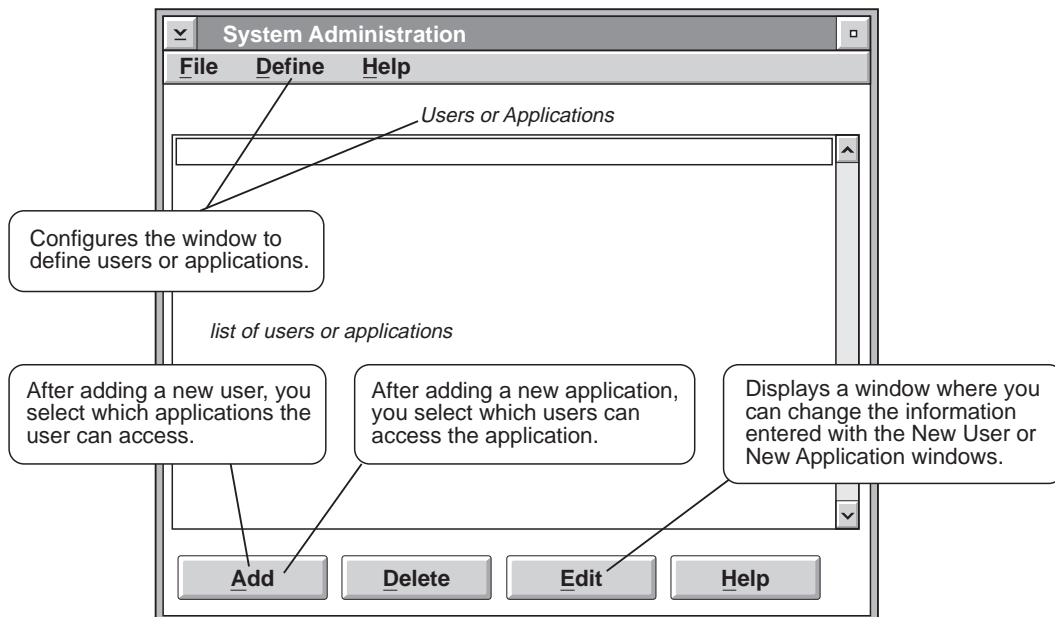 System Administration
File Define Help
Users or Applications
Configures the window to
define users or applications.
list of users or applications
After adding a new user, you
select which applications the
user can access.
After adding a new application,
you select which users can
access the application.
Displays a window where you
can change the information
entered with the New User or
New Application windows.
Add Delete Edit Help